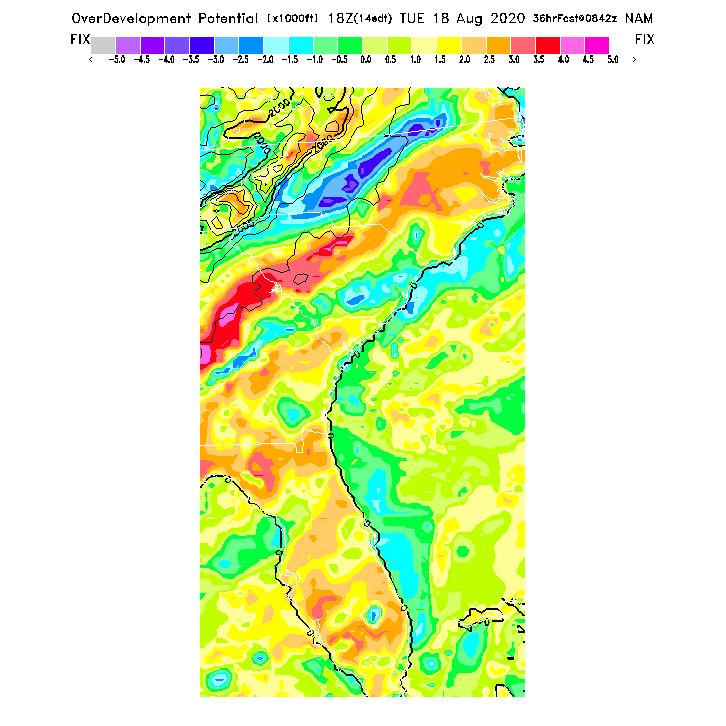 OverDevelopment Potential [x1000ft] 18Z(14edt) TUE 18 Aug 2020 36hrFcst@0842z NAM
FIX FIX
< -5.0 -4.5 -4.0 -3.5 -3.0 -2.5 -2.0 -1.5 -1.0 -0.5 0.0 0.5 1.0 1.5 2.0 2.5 3.0 3.5 4.0 4.5 5.0 >
2000